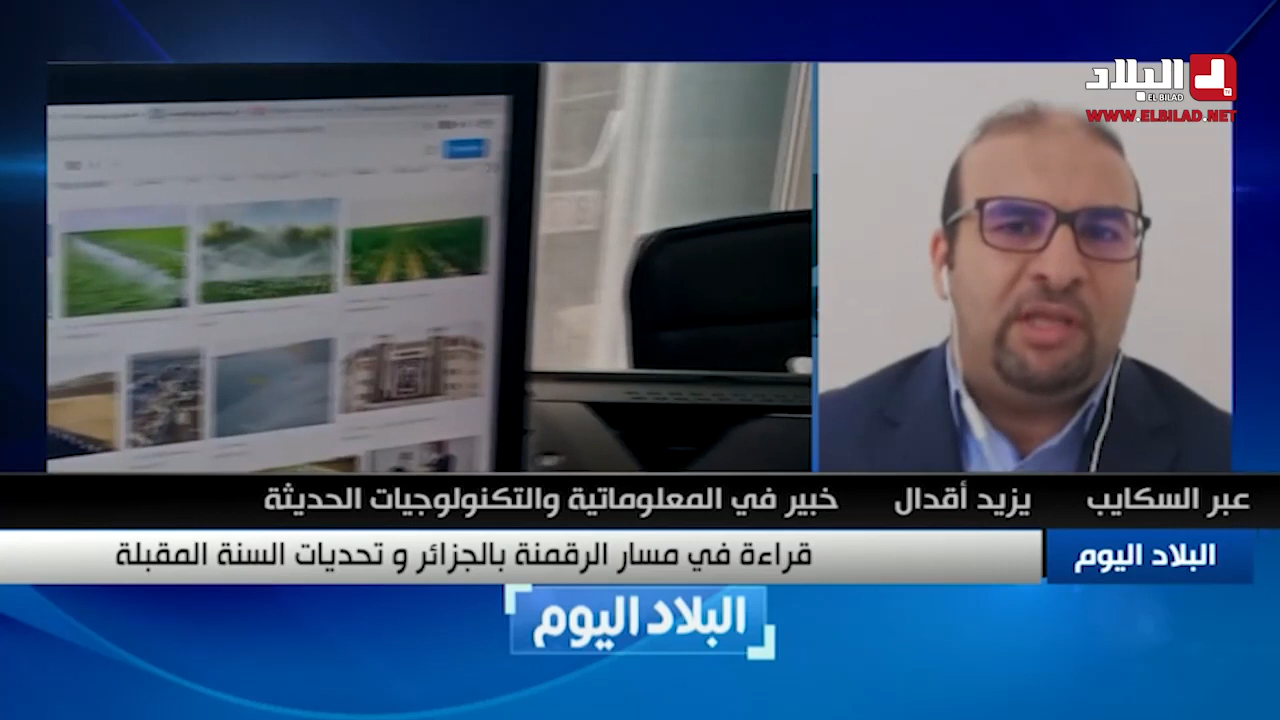 البلاد
EL BILAD
TV
WWW.ELBILAD.NET
عبر السكايب يزيد أقدال خبير في المعلوماتية والتكنولوجيات الحديثة
البلاد اليوم قراءة في مسار الرقمنة بالجزائر و تحديات السنة المقبلة
البلاد اليوم